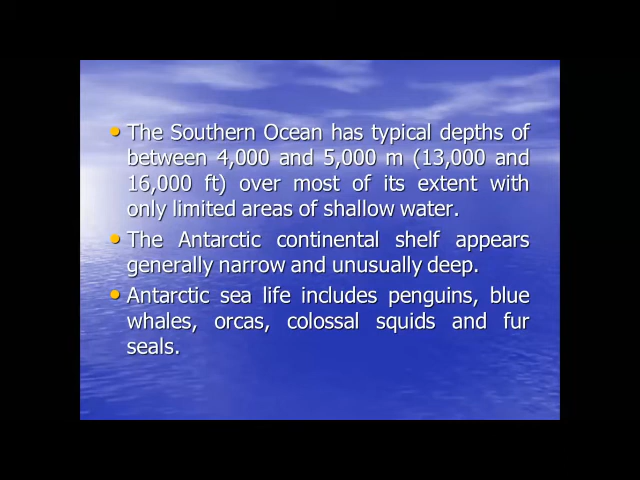 • The Southern Ocean has typical depths of
between 4,000 and 5,000 m (13,000 and
16,000 ft) over most of its extent with
only limited areas of shallow water.
• The Antarctic continental shelf appears
generally narrow and unusually deep.
• Antarctic sea life includes penguins, blue
whales, orcas, colossal squids and fur
seals.